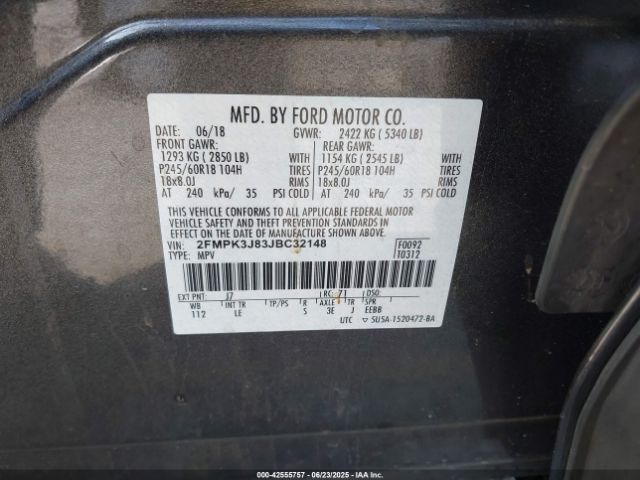 MFD. BY FORD MOTOR CO.
DATE: 06/18 GVWR: 2422 KG ( 5340 LB)
FRONT GAWR: REAR GAWR:
1293 KG ( 2850 LB) WITH 1154 KG ( 2545 LB) WITH
P245/60R18 104H TIRES P245/60R18 104H TIRES
18x8.0J RIMS 18x8.0J RIMS
AT 240 kPa/ 35 PSI COLD AT 240 kPa/ 35 PSI COLD
THIS VEHICLE CONFORMS TO ALL APPLICABLE FEDERAL MOTOR
VEHICLE SAFETY AND THEFT PREVENTION STANDARDS IN
EFFECT ON THE DATE OF MANUFACTURE SHOWN ABOVE.
VIN: 2FMPK3J83JBC32148 F0092
TYPE: MPV T0312
EXT PNT: J7 RC: 71 DSO:
WB INT TR TP/PS R AXLE TR SPR
112 LE S 3E J EEBB
UTC ▽ SU5A-1520472-BA
000-42555757 - 06/23/2025 - IAAI.COM